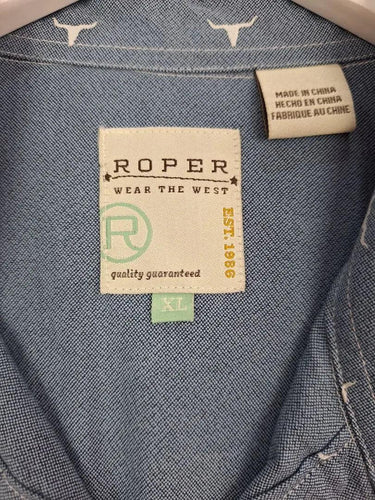 MADE IN CHINA
HECHO EN CHINA
FABRIQUE AU CHINE
ROPER
WEAR THE WEST
R
EST. 1986
quality guaranteed
XL